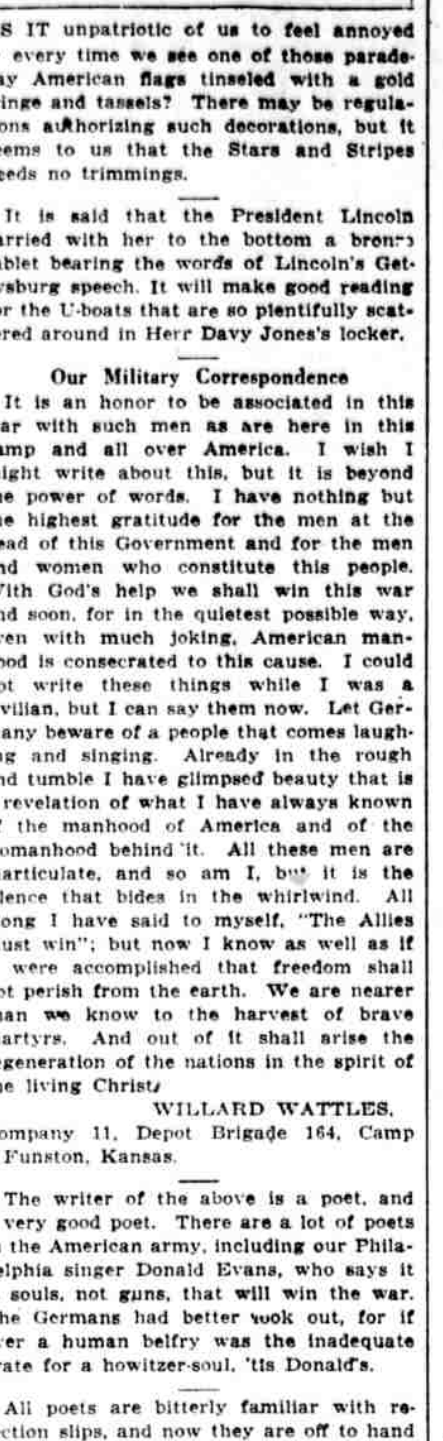 S IT unpatriotic of us to feel annoyed
every time we see one of those parade-
ay American flags tinseled with a gold
ringe and tassels? There may be regula-
ons authorizing such decorations, but it
eems to us that the Stars and Stripes
eeds no trimmings.
It is said that the President Lincoln
arried with her to the bottom a bronze
ablet bearing the words of Lincoln's Get-
ysburg speech. It will make good reading
or the U-boats that are so plentifully scat-
ered around in Herr Davy Jones's locker.
Our Military Correspondence
It is an honor to be associated in this
ar with such men as are here in this
amp and all over America. I wish I
ight write about this, but it is beyond
he power of words. I have nothing but
he highest gratitude for the men at the
ead of this Government and for the men
nd women who constitute this people.
With God's help we shall win this war
nd soon, for in the quietest possible way,
ven with much joking, American man-
ood is consecrated to this cause. I could
ot write these things while I was a
ivilian, but I can say them now. Let Ger-
any beware of a people that comes laugh-
ng and singing. Already in the rough
nd tumble I have glimpsed beauty that is
revelation of what I have always known
f the manhood of America and of the
omanhood behind it. All these men are
narticulate, and so am I, but it is the
ilence that bides in the whirlwind. All
long I have said to myself, "The Allies
ust win"; but now I know as well as if
were accomplished that freedom shall
ot perish from the earth. We are nearer
han we know to the harvest of brave
artyrs. And out of it shall arise the
egeneration of the nations in the spirit of
he living Christ.
WILLARD WATTLES,
ompany 11, Depot Brigade 164, Camp
Funston, Kansas.
The writer of the above is a poet, and
very good poet. There are a lot of poets
n the American army, including our Phila-
elphia singer Donald Evans, who says it
souls, not guns, that will win the war.
he Germans had better look out, for if
ver a human belfry was the inadequate
rate for a howitzer-soul, 'tis Donald's.
All poets are bitterly familiar with re-
ection slips, and now they are off to hand